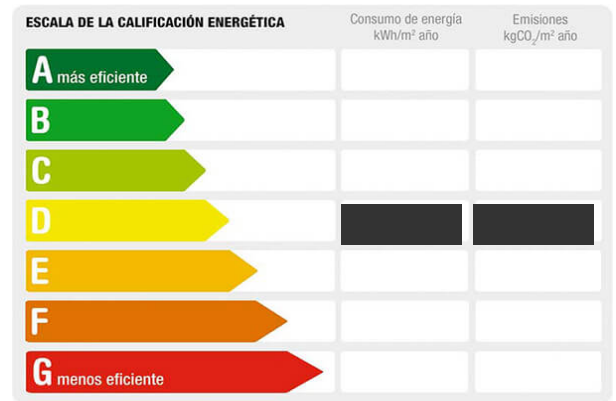 ESCALA DE LA CALIFICACIÓN ENERGÉTICA
Consumo de energía
kWh/m² año
Emisiones
kgCO₂/m² año
A más eficiente
B
C
D
E
F
G menos eficiente